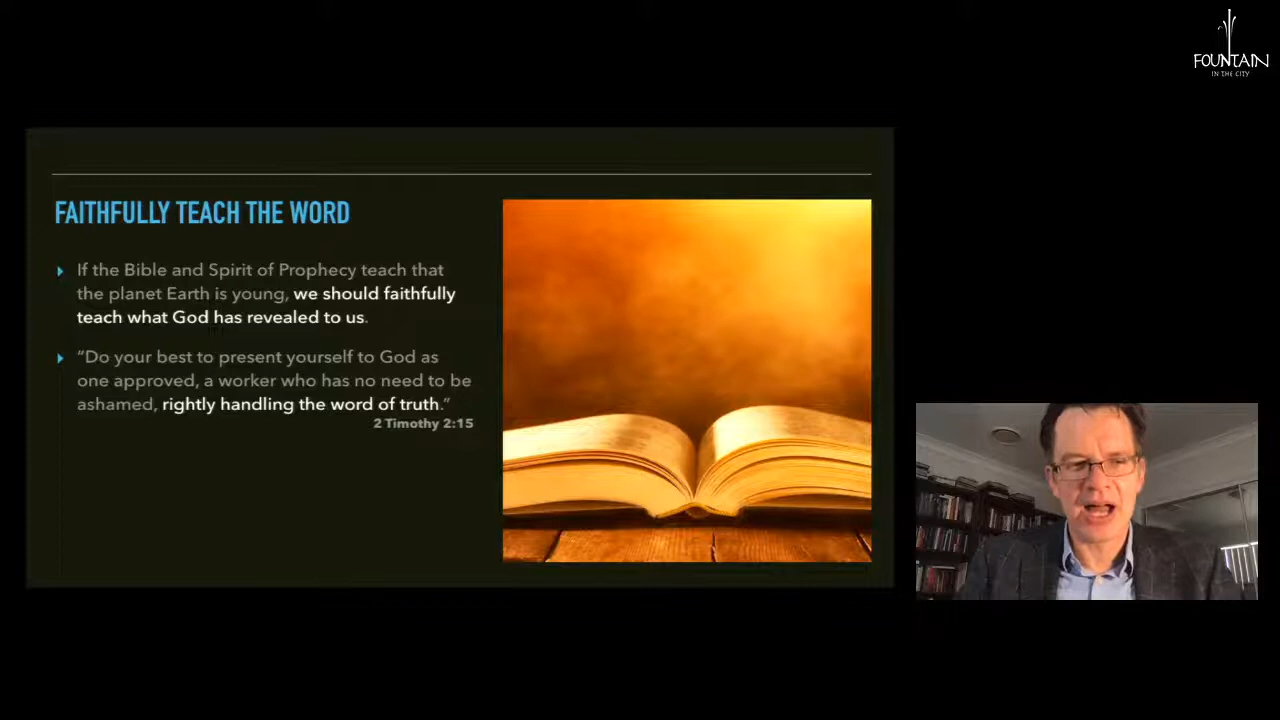 FOUNTAIN
IN THE CITY
FAITHFULLY TEACH THE WORD
If the Bible and Spirit of Prophecy teach that
the planet Earth is young, we should faithfully
teach what God has revealed to us.
“Do your best to present yourself to God as
one approved, a worker who has no need to be
ashamed, rightly handling the word of truth.”
2 Timothy 2:15